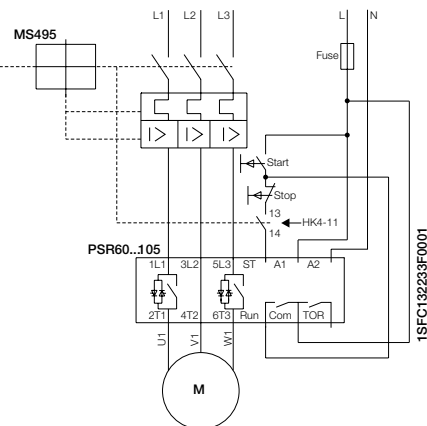 L1 L2 L3 L N
MS495
Fuse
Start
Stop
13
HK4-11
14
PSR60...105
1L1 3L2 5L3 ST A1 A2
2T1 4T2 6T3 Run Com TOR
U1 V1 W1
M
1SFC132233F0001